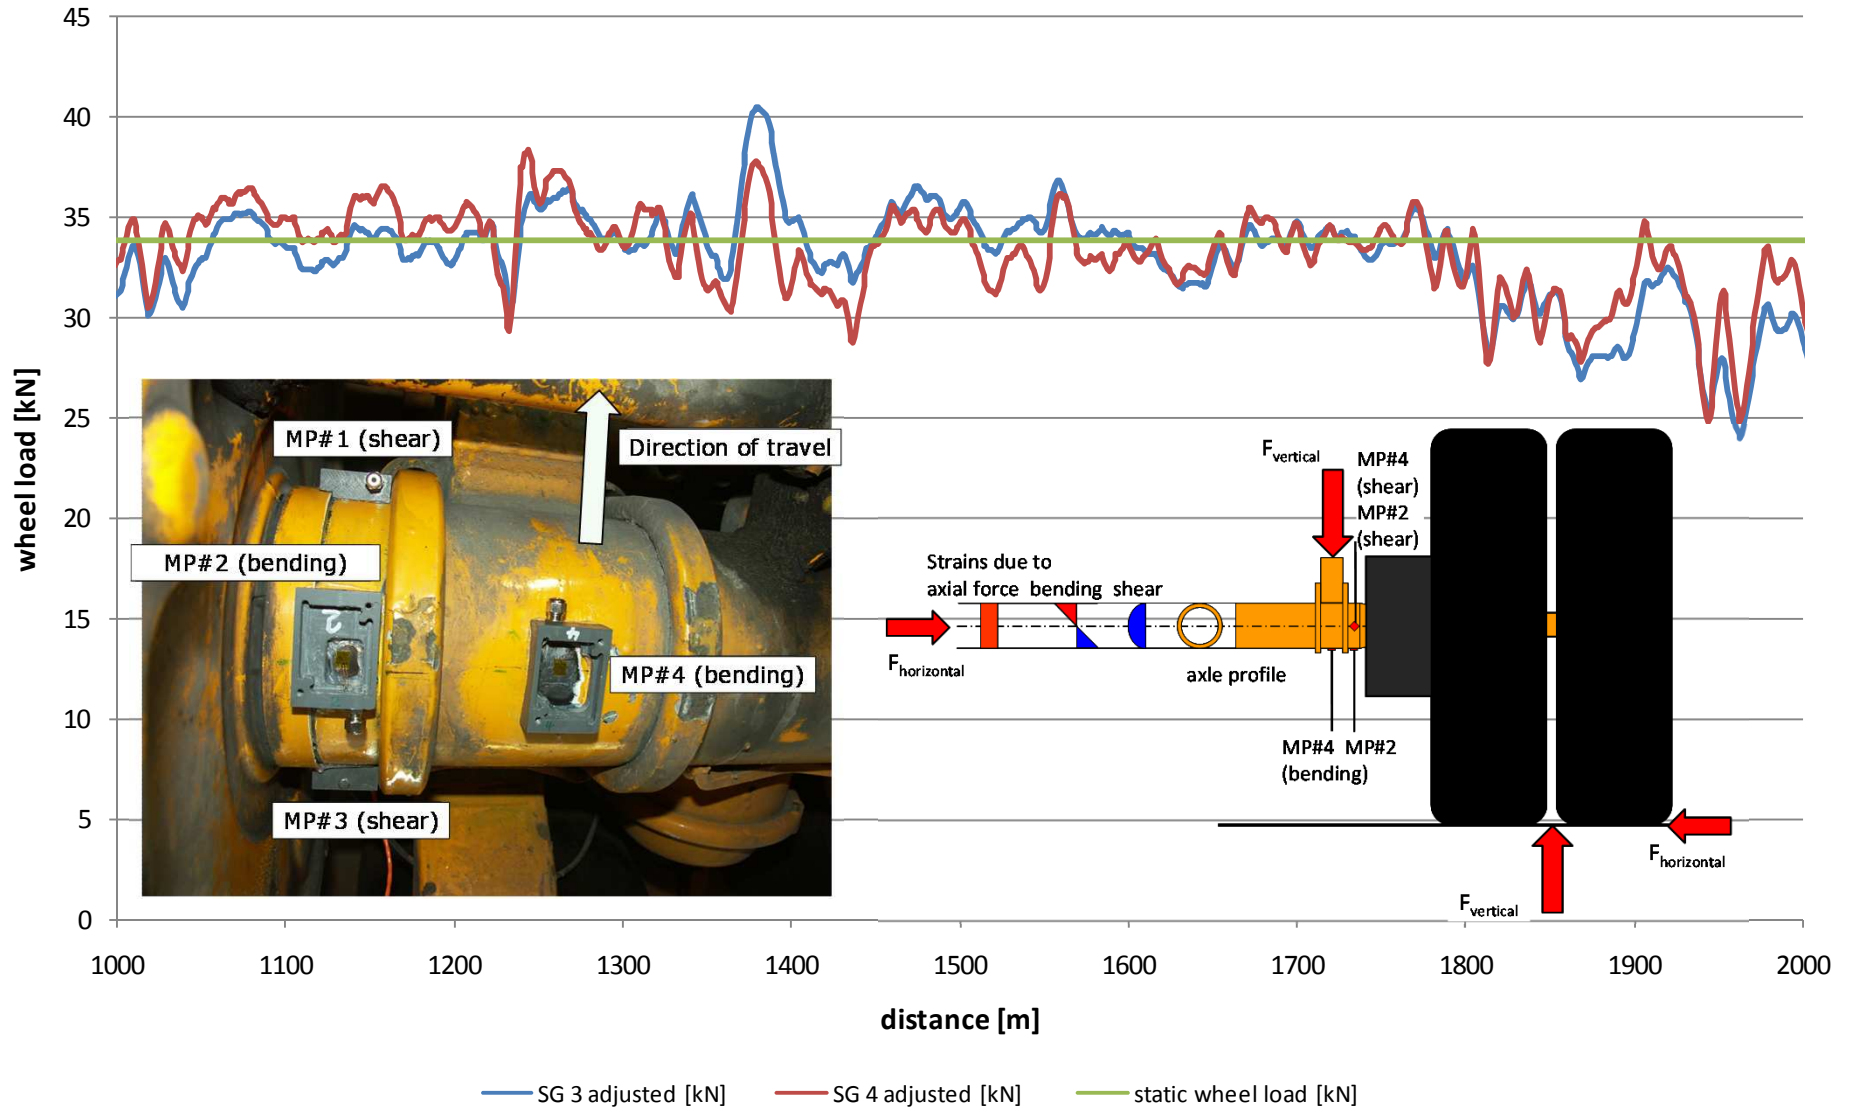 45
40
35
30
25
20
15
10
5
0
wheel load [kN]
MP#1 (shear)
Direction of travel
MP#2 (bending)
2
4
MP#4 (bending)
MP#3 (shear)
Fvertical
MP#4
(shear)
MP#2
(shear)
Strains due to
axial force bending shear
Fhorizontal
axle profile
MP#4 MP#2
(bending)
Fhorizontal
Fvertical
1000 1100 1200 1300 1400 1500 1600 1700 1800 1900 2000
distance [m]
SG 3 adjusted [kN] SG 4 adjusted [kN] static wheel load [kN]